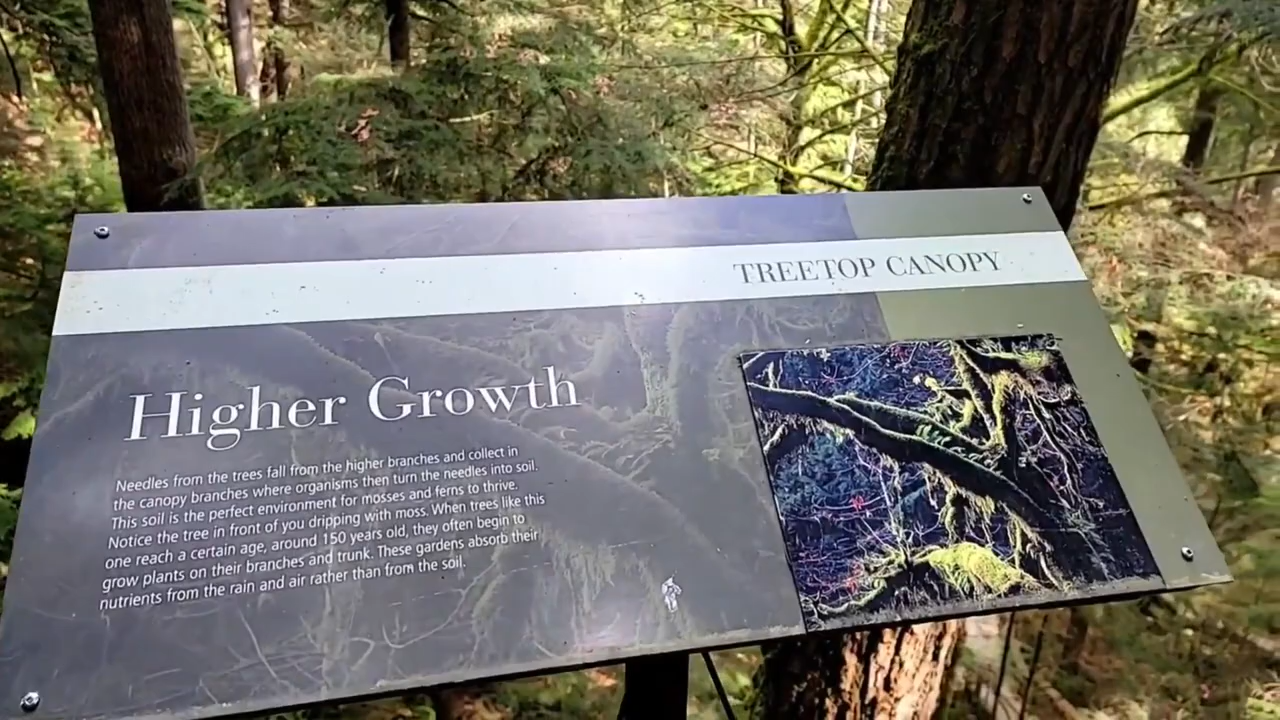 TREETOP CANOPY
Higher Growth
Needles from the trees fall from the higher branches and collect in
the canopy branches where organisms then turn the needles into soil.
This soil is the perfect environment for mosses and ferns to thrive.
Notice the tree in front of you dripping with moss. When trees like this
one reach a certain age, around 150 years old, they often begin to
grow plants on their branches and trunk. These gardens absorb their
nutrients from the rain and air rather than from the soil.